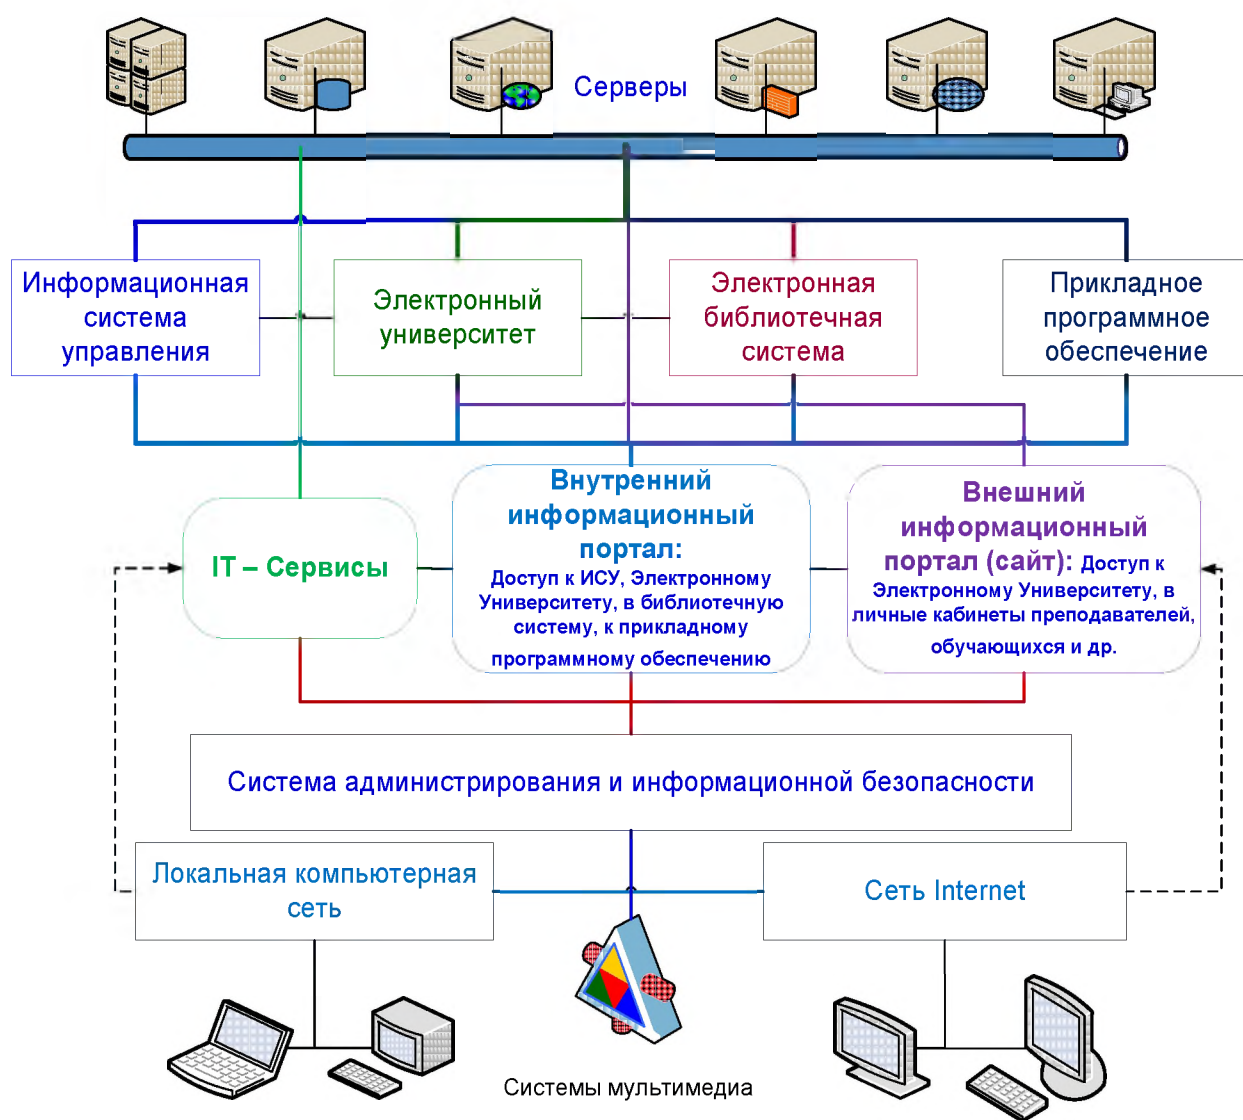 Серверы
Информационная
система
управления
Электронный
университет
Электронная
библиотечная
система
Прикладное
программное
обеспечение
IT – Сервисы
Внутренний
информационный
портал:
Доступ к ИСУ, Электронному
Университету, в библиотечную
систему, к прикладному
программному обеспечению
Внешний
информационный
портал (сайт): Доступ к
Электронному Университету, в
личные кабинеты преподавателей,
обучающихся и др.
Система администрирования и информационной безопасности
Локальная компьютерная
сеть
Сеть Internet
Системы мультимедиа